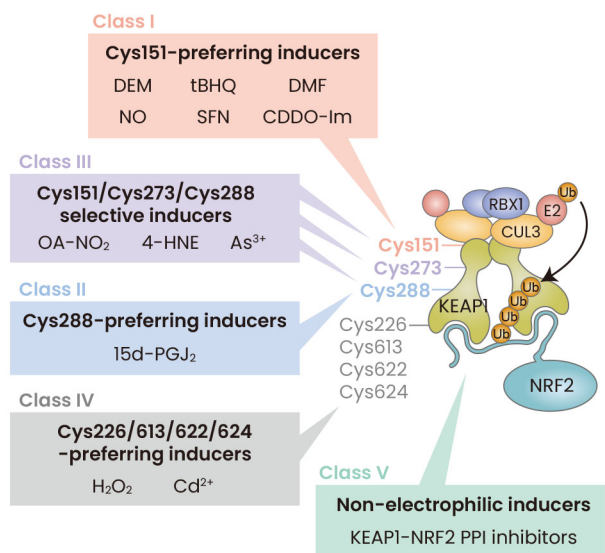 Class I
Cys151-preferring inducers
DEM tBHQ DMF
NO SFN CDDO-Im
Class III
Cys151/Cys273/Cys288
selective inducers
OA-NO₂ 4-HNE As³⁺
Class II
Cys288-preferring inducers
15d-PGJ₂
Class IV
Cys226/613/622/624
-preferring inducers
H₂O₂ Cd²⁺
Class V
Non-electrophilic inducers
KEAP1-NRF2 PPI inhibitors
Cys151
Cys273
Cys288
Cys226
Cys613
Cys622
Cys624
RBX1
E2
Ub
CUL3
KEAP1
Ub
Ub
Ub
Ub
Ub
NRF2